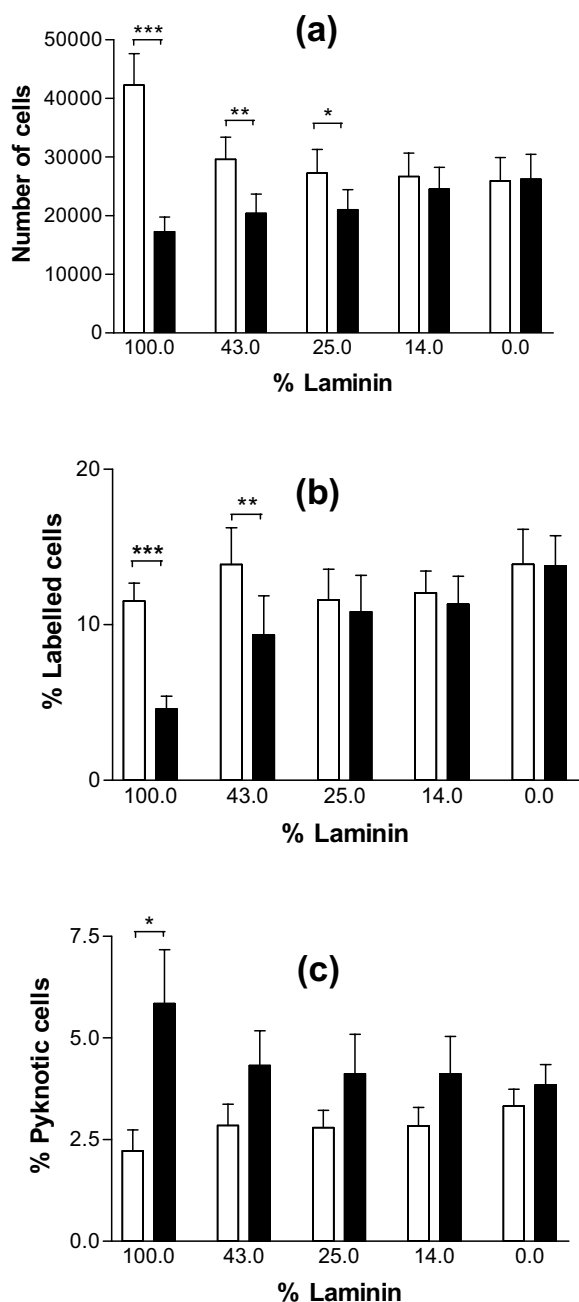 (a)
Number of cells
50000
40000
30000
20000
10000
0
***
**
*
100.0 43.0 25.0 14.0 0.0
% Laminin
(b)
% Labelled cells
20
10
0
***
**
100.0 43.0 25.0 14.0 0.0
% Laminin
(c)
% Pyknotic cells
7.5
5.0
2.5
0.0
*
100.0 43.0 25.0 14.0 0.0
% Laminin